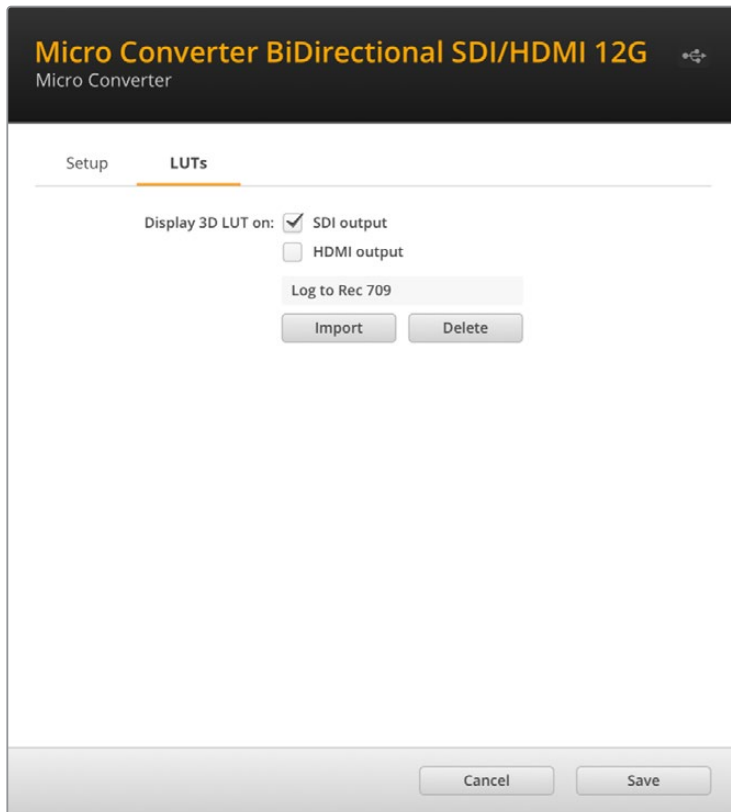 Micro Converter BiDirectional SDI/HDMI 12G
Micro Converter
Setup LUTs
Display 3D LUT on: SDI output
HDMI output
Log to Rec 709
Import Delete
Cancel Save